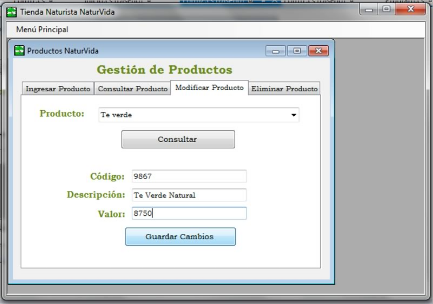 Tienda Naturista NaturVida
Menú Principal
Productos NaturVida
Gestión de Productos
Ingresar Producto Consultar Producto Modificar Producto Eliminar Producto
Producto: Te verde
Consultar
Código: 9867
Descripción: Te Verde Natural
Valor: 8750
Guardar Cambios